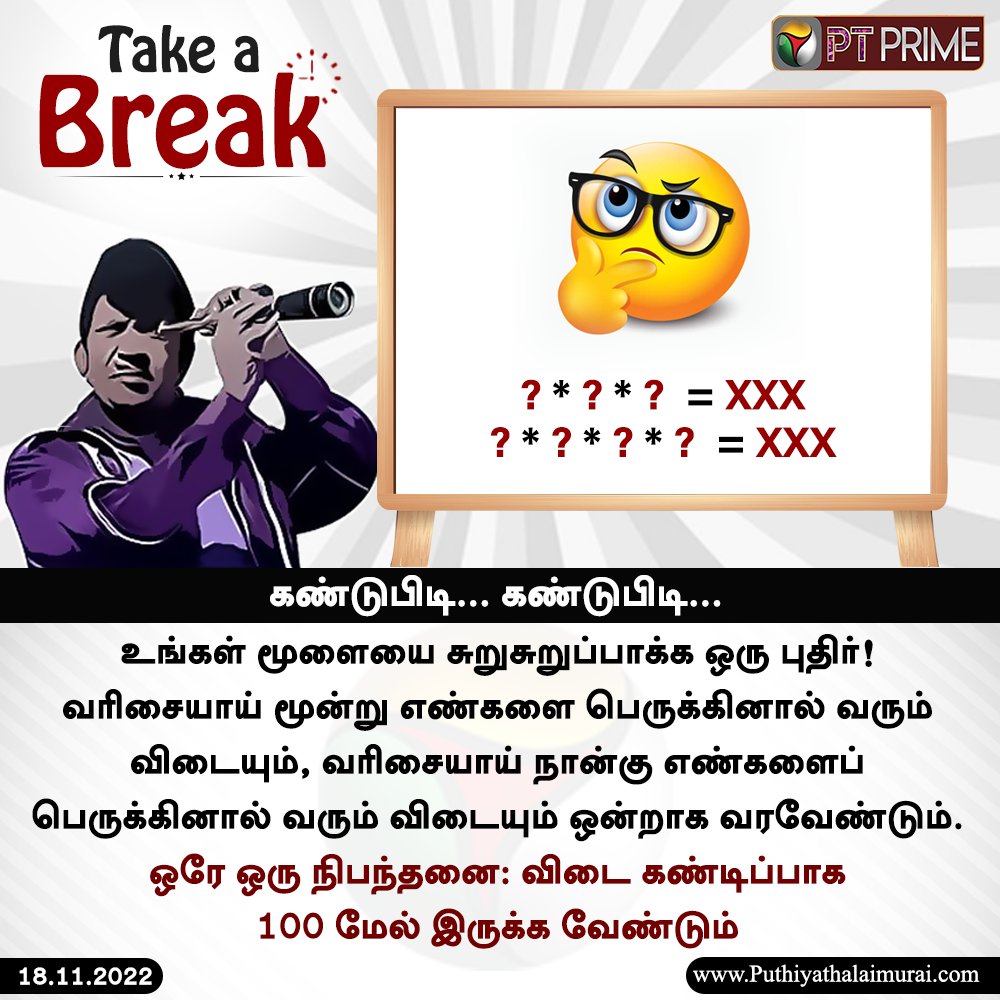 Take a
Break
PT PRIME
? * ? * ? = XXX
? * ? * ? * ? = XXX
கண்டுபிடி... கண்டுபிடி...
உங்கள் மூளையை சுறுசுறுப்பாக்க ஒரு புதிர்!
வரிசையாய் மூன்று எண்களை பெருக்கினால் வரும்
விடையும், வரிசையாய் நான்கு எண்களைப்
பெருக்கினால் வரும் விடையும் ஒன்றாக வரவேண்டும்.
ஒரே ஒரு நிபந்தனை: விடை கண்டிப்பாக
100 மேல் இருக்க வேண்டும்
18.11.2022
www.Puthiyathalaimurai.com